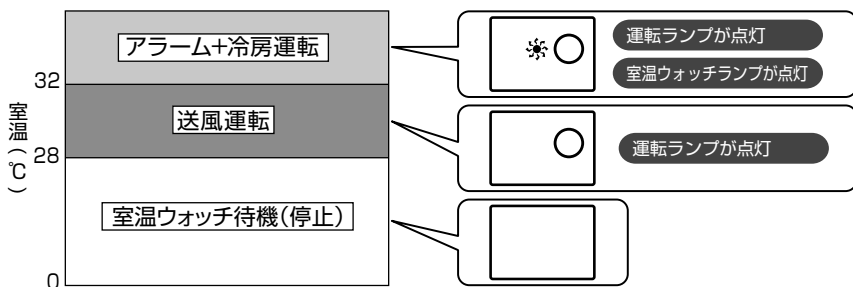 アラーム+冷房運転
運転ランプが点灯
室温ウォッチランプが点灯
32
送風運転
運転ランプが点灯
28
室温(℃)
室温ウォッチ待機(停止)
0